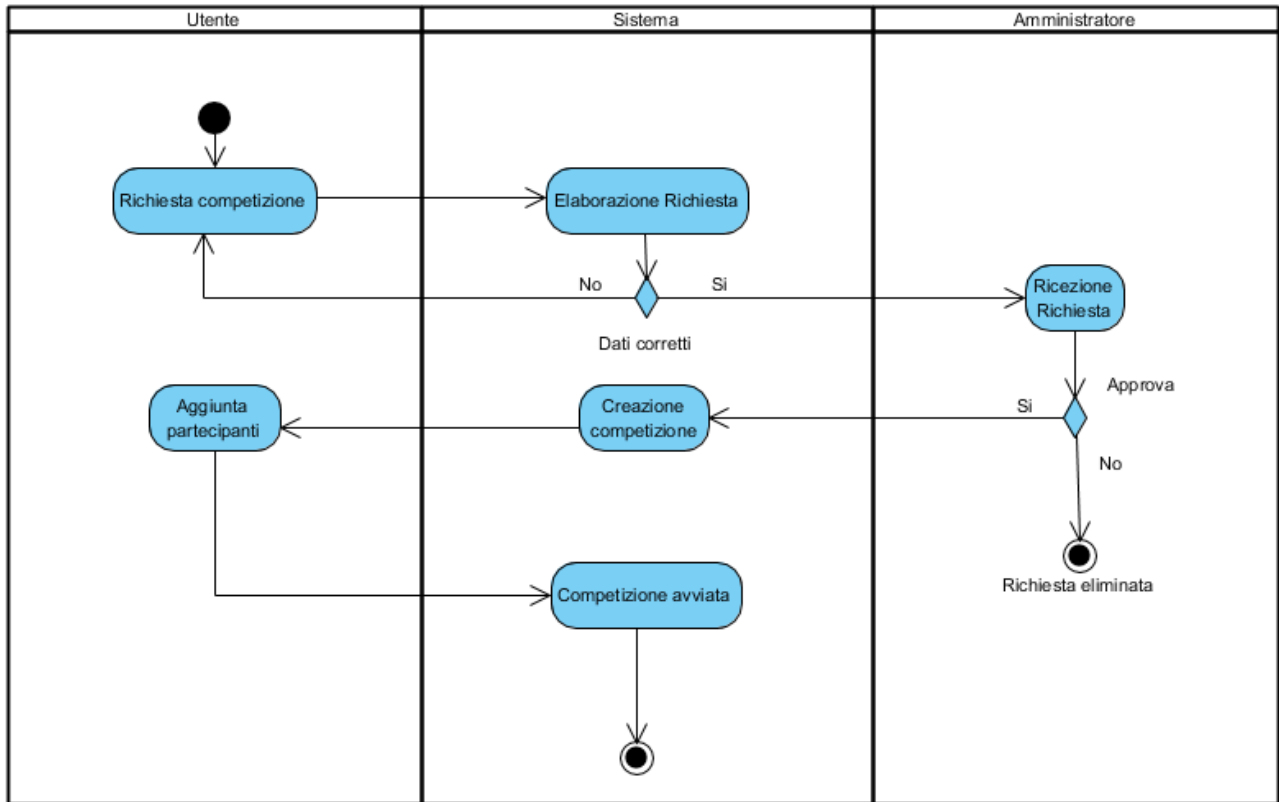 Utente
Sistema
Amministratore
Richiesta competizione
Elaborazione Richiesta
No
Si
Ricezione
Richiesta
Dati corretti
Approva
Aggiunta
partecipanti
Creazione
competizione
Si
No
Richiesta eliminata
Competizione avviata